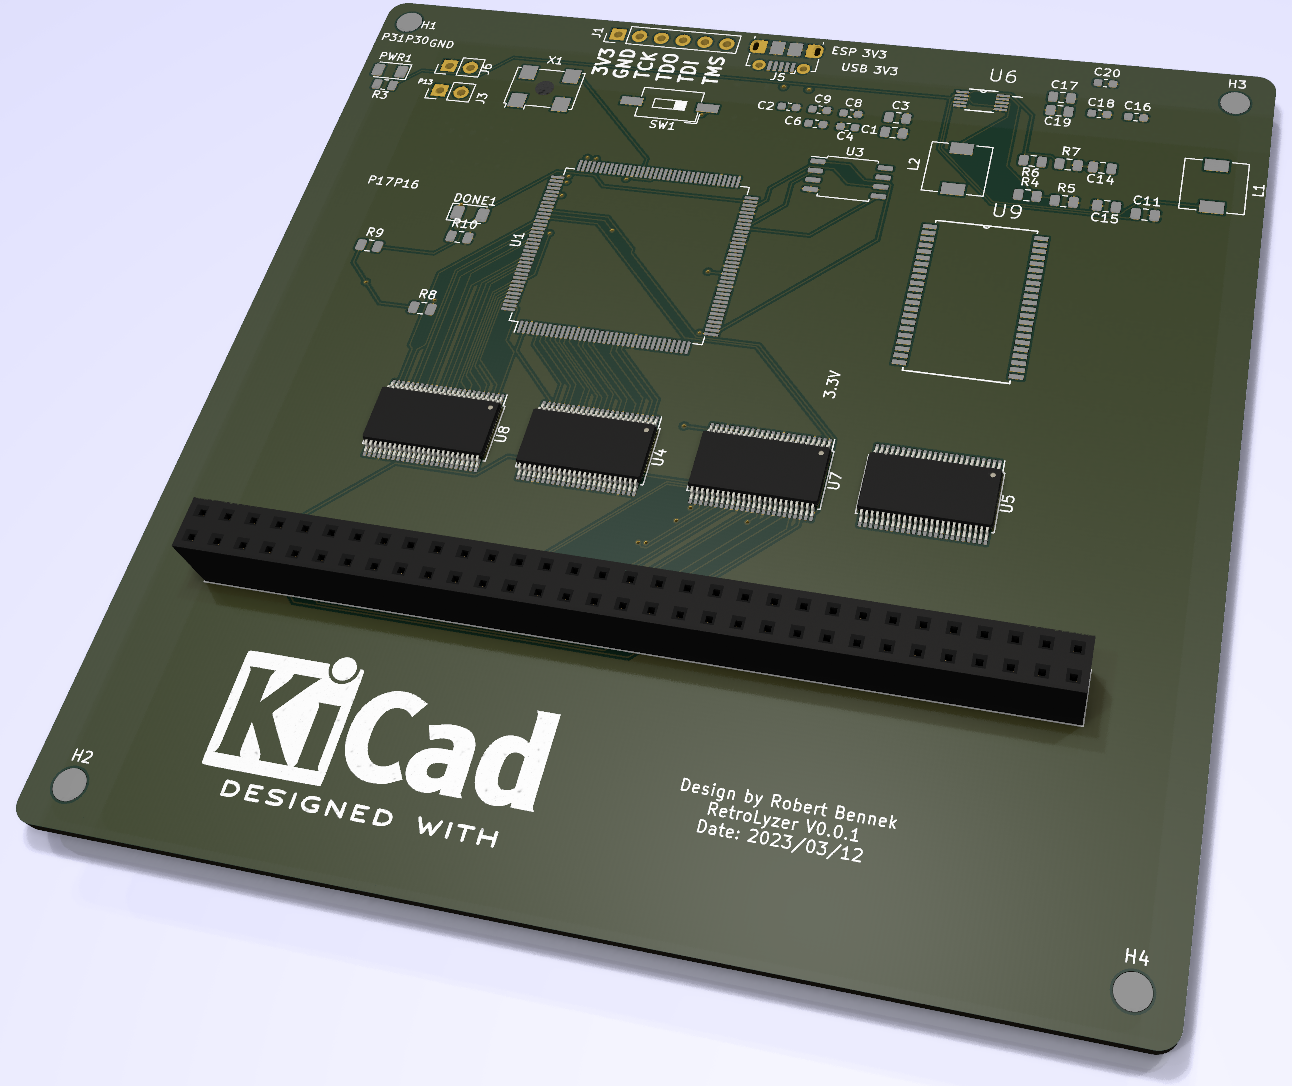 H1
P31P30GND
PWR1
R3
P13
J6
J3
X1
J1
3V3
GND
TCK
TDO
TDI
TMS
SW1
J5
ESP 3V3
USB 3V3
C2
C9
C8
C3
C6
C4
C1
U6
C17
C20
C19
C18
C16
H3
U3
L2
R7
R6
C14
R4
R5
C15
C11
L1
P17P16
DONE1
R10
R9
U1
U9
R8
3.3V
U8
U4
U7
U5
KiCad
DESIGNED WITH
Design by Robert Bennek
RetroLyzer V0.0.1
Date: 2023/03/12
H2
H4